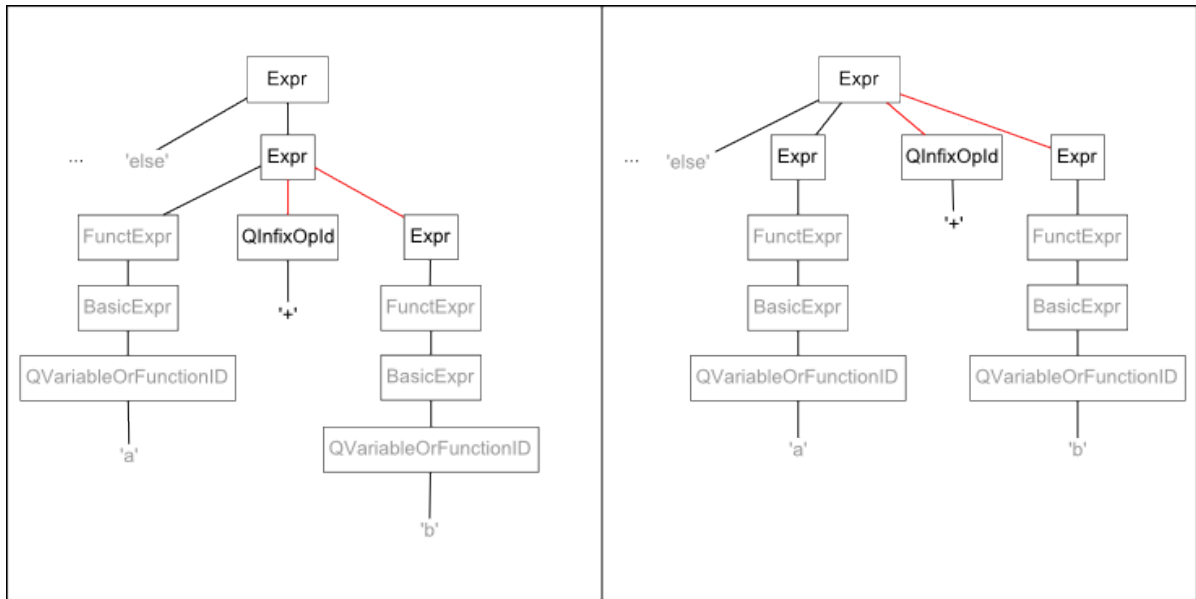 Expr
Expr
... 'else'
FunctExpr
QInfixOpId
Expr
BasicExpr
'+'
FunctExpr
QVariableOrFunctionID
BasicExpr
'a'
QVariableOrFunctionID
'b'
Expr
... 'else'
Expr
QInfixOpId
Expr
FunctExpr
'+'
FunctExpr
BasicExpr
BasicExpr
QVariableOrFunctionID
QVariableOrFunctionID
'a'
'b'